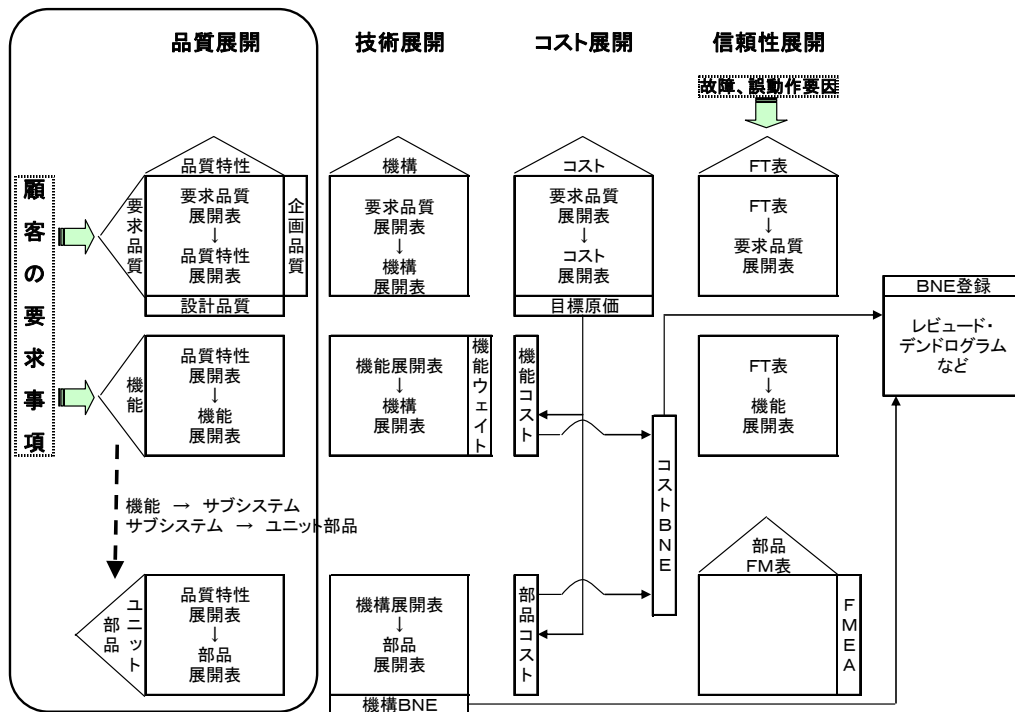 品質展開
技術展開
コスト展開
信頼性展開
故障、誤動作要因
顧客の要求事項
品質特性
要求品質
要求品質
展開表
↓
品質特性
展開表
企画品質
設計品質
機構
要求品質
展開表
↓
機構
展開表
コスト
要求品質
展開表
↓
コスト
展開表
目標原価
FT表
FT表
↓
要求品質
展開表
BNE登録
レビュード・
デンドログラム
など
機能
品質特性
展開表
↓
機能
展開表
機能展開表
↓
機構
展開表
機能ウェイト
機能コスト
コストBNE
FT表
↓
機能
展開表
機能 → サブシステム
サブシステム → ユニット部品
ユニット
部品
品質特性
展開表
↓
部品
展開表
機構展開表
↓
部品
展開表
機構BNE
部品コスト
部品
FM表
FMEA